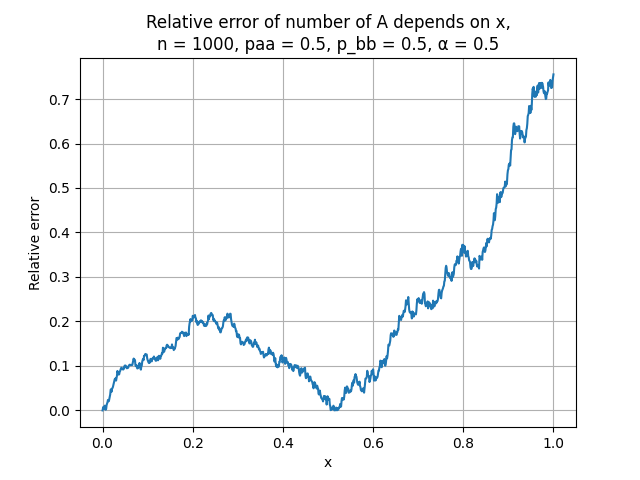 Relative error of number of A depends on x,
n = 1000, paa = 0.5, p_bb = 0.5, α = 0.5
0.7
0.6
0.5
0.4
0.3
0.2
0.1
0.0
Relative error
0.0 0.2 0.4 0.6 0.8 1.0
x